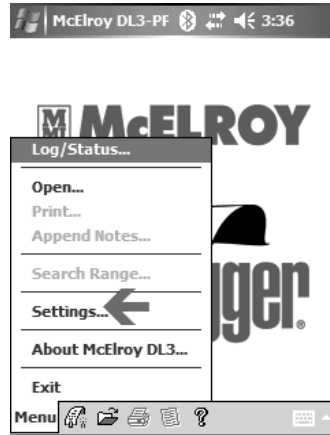 McElroy DL3-PF 3:36
McELROY
Log/Status...
Open...
Print...
Append Notes...
Search Range...
Settings...
About McElroy DL3...
Exit
Menu